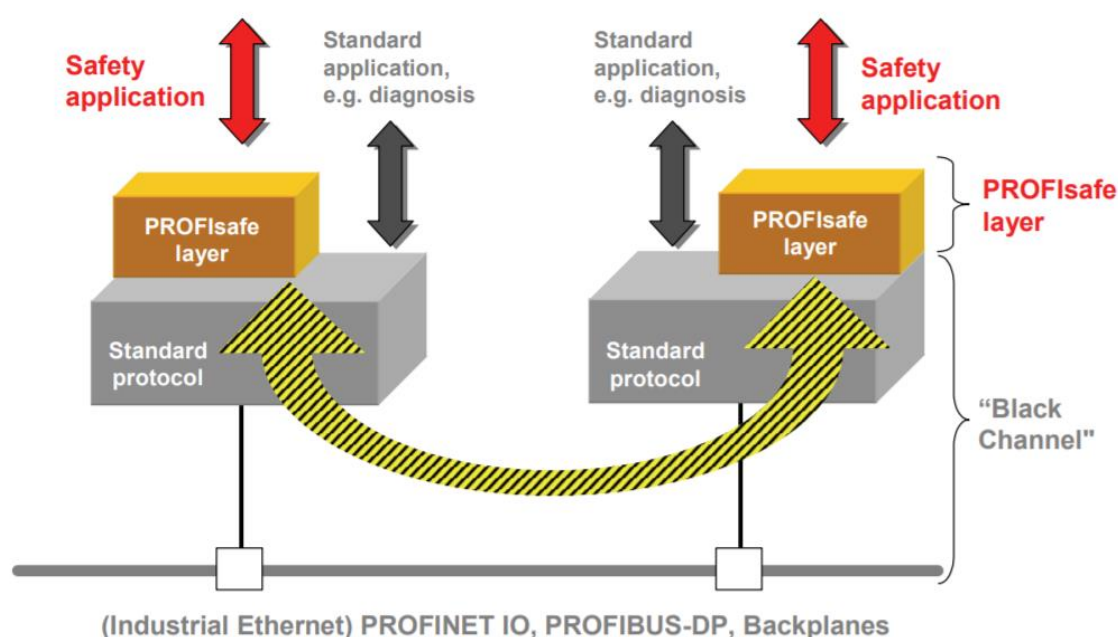 Safety
application
Standard
application,
e.g. diagnosis
Standard
application,
e.g. diagnosis
Safety
application
PROFIsafe
layer
PROFIsafe
layer
PROFIsafe
layer
Standard
protocol
Standard
protocol
“Black
Channel"
(Industrial Ethernet) PROFINET IO, PROFIBUS-DP, Backplanes